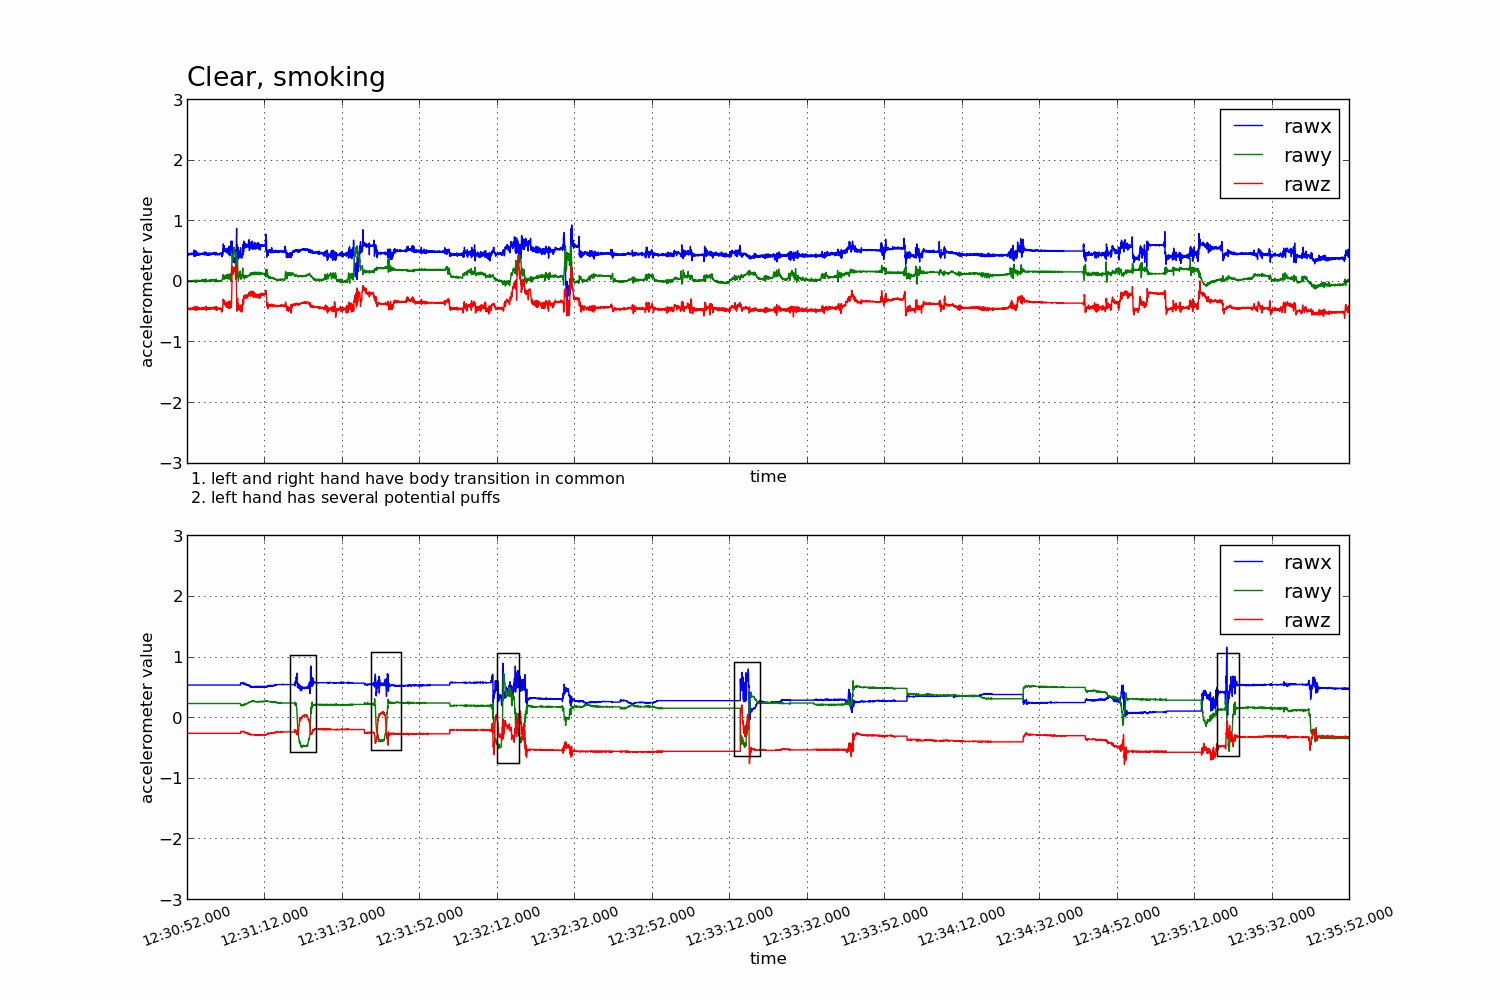 Clear, smoking
3
2
1
0
−1
−2
−3
accelerometer value
rawx
rawy
rawz
time
1. left and right hand have body transition in common
2. left hand has several potential puffs
3
2
1
0
−1
−2
−3
accelerometer value
rawx
rawy
rawz
12:30:52.000
12:31:12.000
12:31:32.000
12:31:52.000
12:32:12.000
12:32:32.000
12:32:52.000
12:33:12.000
12:33:32.000
12:33:52.000
12:34:12.000
12:34:32.000
12:34:52.000
12:35:12.000
12:35:32.000
12:35:52.000
time